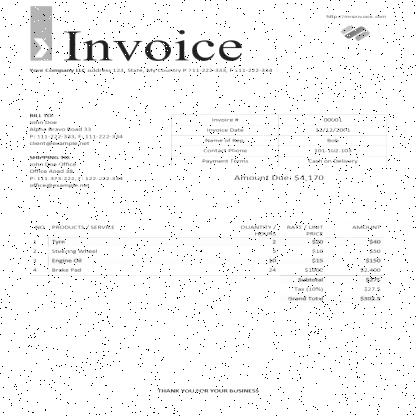 http://mrsinvoice.com
Invoice
Your Company LLC, address 123, State, My Country P 111-222-333, F 111-222-334
BILL TO:
John Doe
Alpha Bravo Road 33
P: 111-222-333, F: 111-222-334
client@example.net
SHIPPING TO:
John Doe Office
Office Road 38
P: 111-333-222, F: 122-222-334
office@example.net
Invoice # 00001
Invoice Date 12/12/2001
Name of Rep. Bob
Contact Phone 101-102-103
Payment Terms Cash on Delivery
Amount Due: $4,170
NO PRODUCTS / SERVICE QUANTITY / HOURS RATE / UNIT PRICE AMOUNT
1 Tyre 2 $20 $40
2 Steering Wheel 5 $10 $50
3 Engine Oil 10 $15 $150
4 Brake Pad 24 $1000 $2,400
Subtotal $275
Tax (10%) $27.5
Grand Total $302.5
THANK YOU FOR YOUR BUSINESS